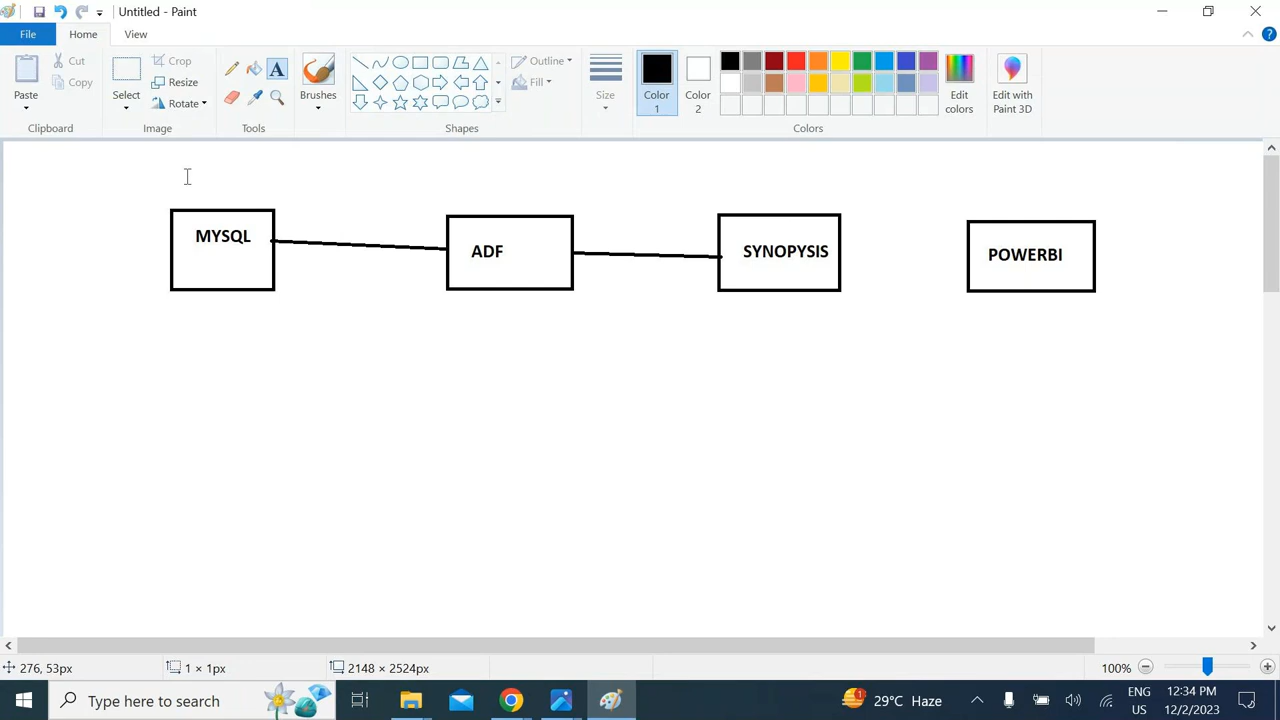 Untitled - Paint
File
Home
View
Paste
Cut
Copy
Clipboard
Select
Crop
Resize
Rotate
Image
A
Tools
Brushes
Outline
Fill
Shapes
Size
Color
1
Color
2
Edit
colors
Colors
Edit with
Paint 3D
?
MYSQL
ADF
SYNOPYSIS
POWERBI
276, 53px
1 × 1px
2148 × 2524px
100%
Type here to search
1
29°C Haze
ENG
US
12:34 PM
12/2/2023